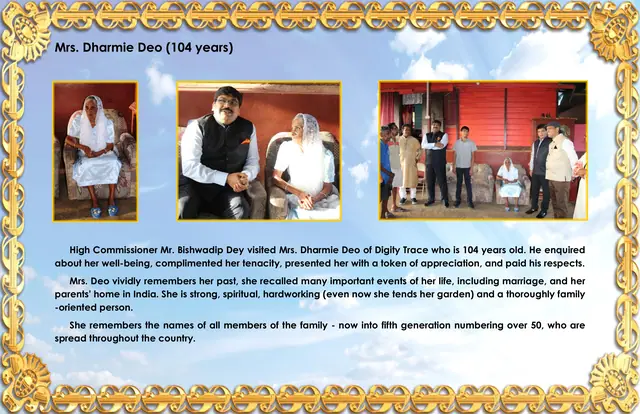 Mrs. Dharmie Deo (104 years)
High Commissioner Mr. Bishwadip Dey visited Mrs. Dharmie Deo of Digity Trace who is 104 years old. He enquired
about her well-being, complimented her tenacity, presented her with a token of appreciation, and paid his respects.
Mrs. Deo vividly remembers her past, she recalled many important events of her life, including marriage, and her
parents' home in India. She is strong, spiritual, hardworking (even now she tends her garden) and a thoroughly family
-oriented person.
She remembers the names of all members of the family - now into fifth generation numbering over 50, who are
spread throughout the country.